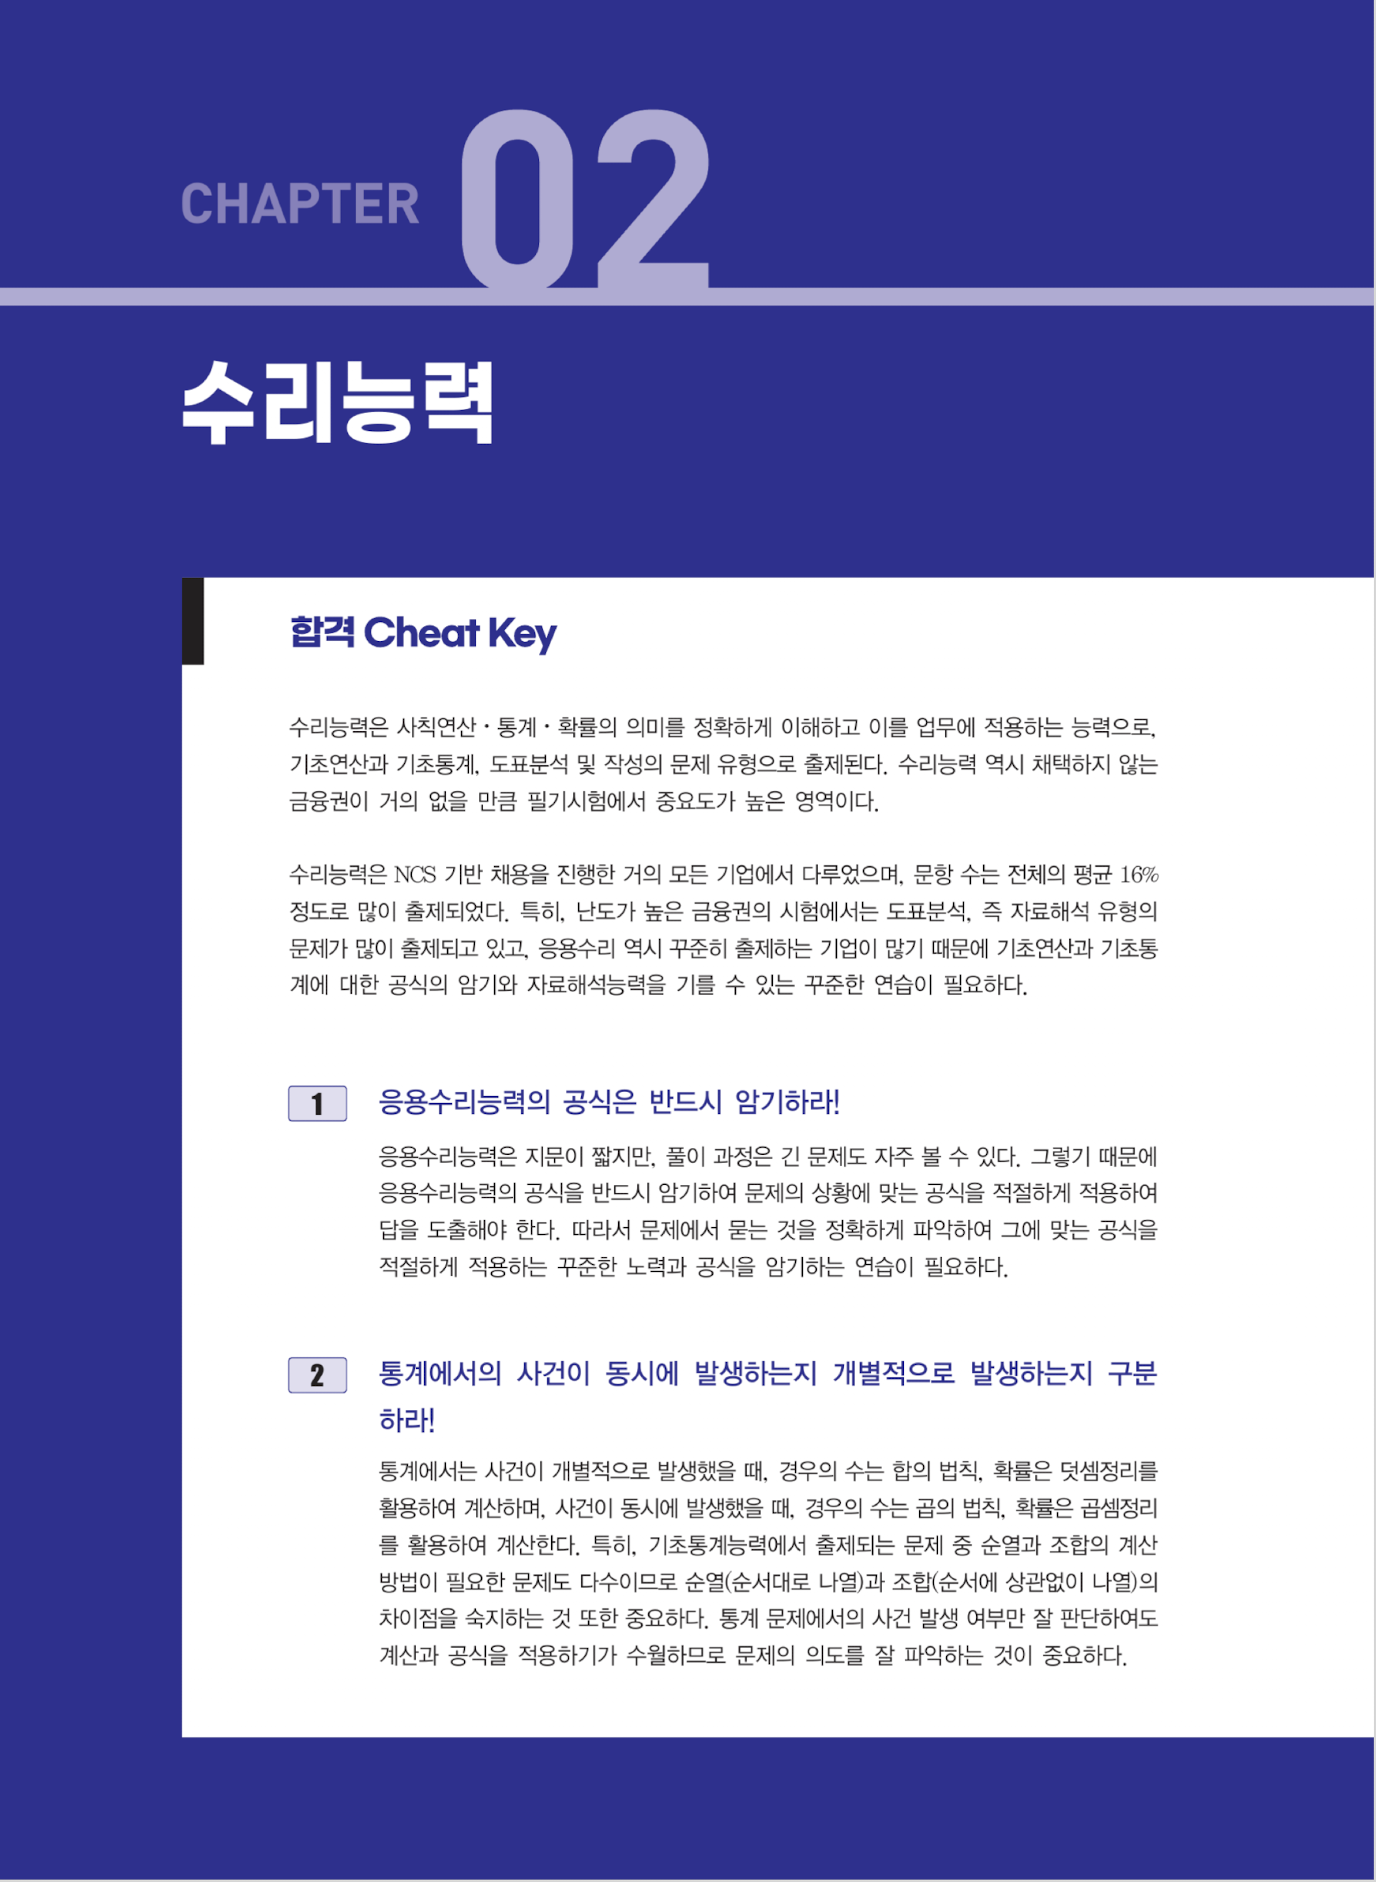 CHAPTER 02
수리능력
합격 Cheat Key
수리능력은 사칙연산 · 통계 · 확률의 의미를 정확하게 이해하고 이를 업무에 적용하는 능력으로,
기초연산과 기초통계, 도표분석 및 작성의 문제 유형으로 출제된다. 수리능력 역시 채택하지 않는
금융권이 거의 없을 만큼 필기시험에서 중요도가 높은 영역이다.
수리능력은 NCS 기반 채용을 진행한 거의 모든 기업에서 다루었으며, 문항 수는 전체의 평균 16%
정도로 많이 출제되었다. 특히, 난도가 높은 금융권의 시험에서는 도표분석, 즉 자료해석 유형의
문제가 많이 출제되고 있고, 응용수리 역시 꾸준히 출제하는 기업이 많기 때문에 기초연산과 기초통
계에 대한 공식의 암기와 자료해석능력을 기를 수 있는 꾸준한 연습이 필요하다.
1 응용수리능력의 공식은 반드시 암기하라!
응용수리능력은 지문이 짧지만, 풀이 과정은 긴 문제도 자주 볼 수 있다. 그렇기 때문에
응용수리능력의 공식을 반드시 암기하여 문제의 상황에 맞는 공식을 적절하게 적용하여
답을 도출해야 한다. 따라서 문제에서 묻는 것을 정확하게 파악하여 그에 맞는 공식을
적절하게 적용하는 꾸준한 노력과 공식을 암기하는 연습이 필요하다.
2 통계에서의 사건이 동시에 발생하는지 개별적으로 발생하는지 구분
하라!
통계에서는 사건이 개별적으로 발생했을 때, 경우의 수는 합의 법칙, 확률은 덧셈정리를
활용하여 계산하며, 사건이 동시에 발생했을 때, 경우의 수는 곱의 법칙, 확률은 곱셈정리
를 활용하여 계산한다. 특히, 기초통계능력에서 출제되는 문제 중 순열과 조합의 계산
방법이 필요한 문제도 다수이므로 순열(순서대로 나열)과 조합(순서에 상관없이 나열)의
차이점을 숙지하는 것 또한 중요하다. 통계 문제에서의 사건 발생 여부만 잘 판단하여도
계산과 공식을 적용하기가 수월하므로 문제의 의도를 잘 파악하는 것이 중요하다.